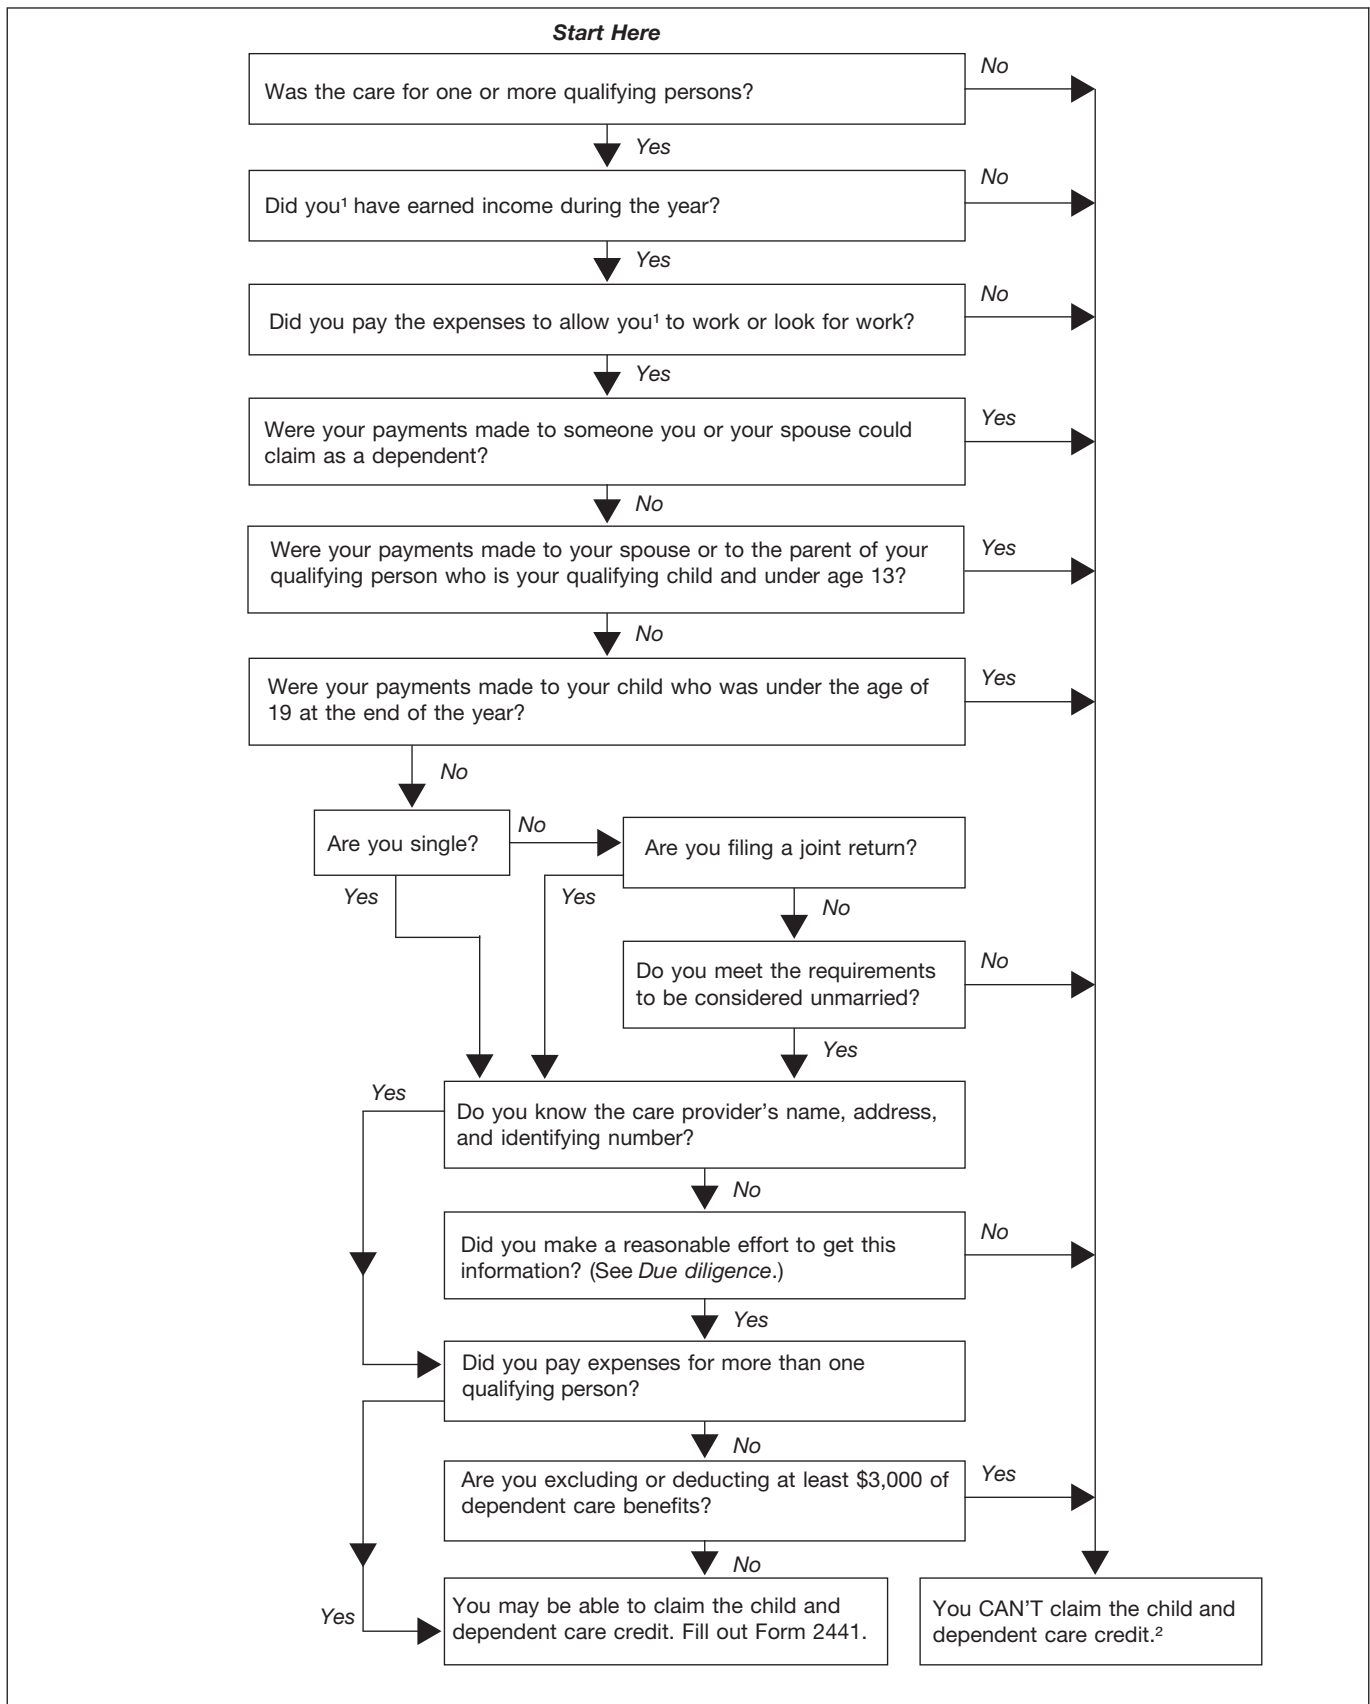 Start Here
Was the care for one or more qualifying persons?
No
Yes
Did you¹ have earned income during the year?
No
Yes
Did you pay the expenses to allow you¹ to work or look for work?
No
Yes
Were your payments made to someone you or your spouse could
claim as a dependent?
Yes
No
Were your payments made to your spouse or to the parent of your
qualifying person who is your qualifying child and under age 13?
Yes
No
Were your payments made to your child who was under the age of
19 at the end of the year?
Yes
No
Are you single?
No
Are you filing a joint return?
Yes
Yes
No
Do you meet the requirements
to be considered unmarried?
No
Yes
Yes
Do you know the care provider's name, address,
and identifying number?
No
Did you make a reasonable effort to get this
information? (See Due diligence.)
No
Yes
Did you pay expenses for more than one
qualifying person?
No
Are you excluding or deducting at least $3,000 of
dependent care benefits?
Yes
No
Yes
You may be able to claim the child and
dependent care credit. Fill out Form 2441.
You CAN'T claim the child and
dependent care credit.²